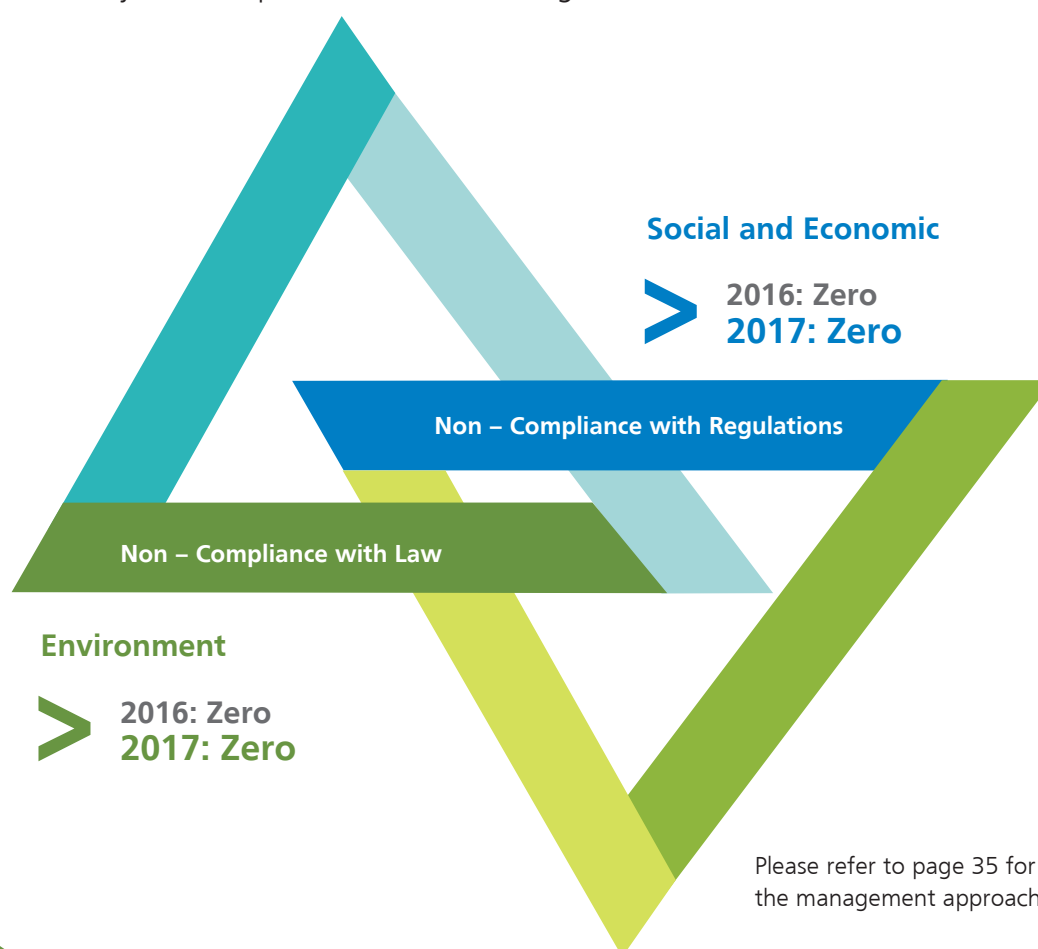 Social and Economic
> 2016: Zero
2017: Zero
Non – Compliance with Regulations
Non – Compliance with Law
Environment
> 2016: Zero
2017: Zero
Please refer to page 35 for
the management approach